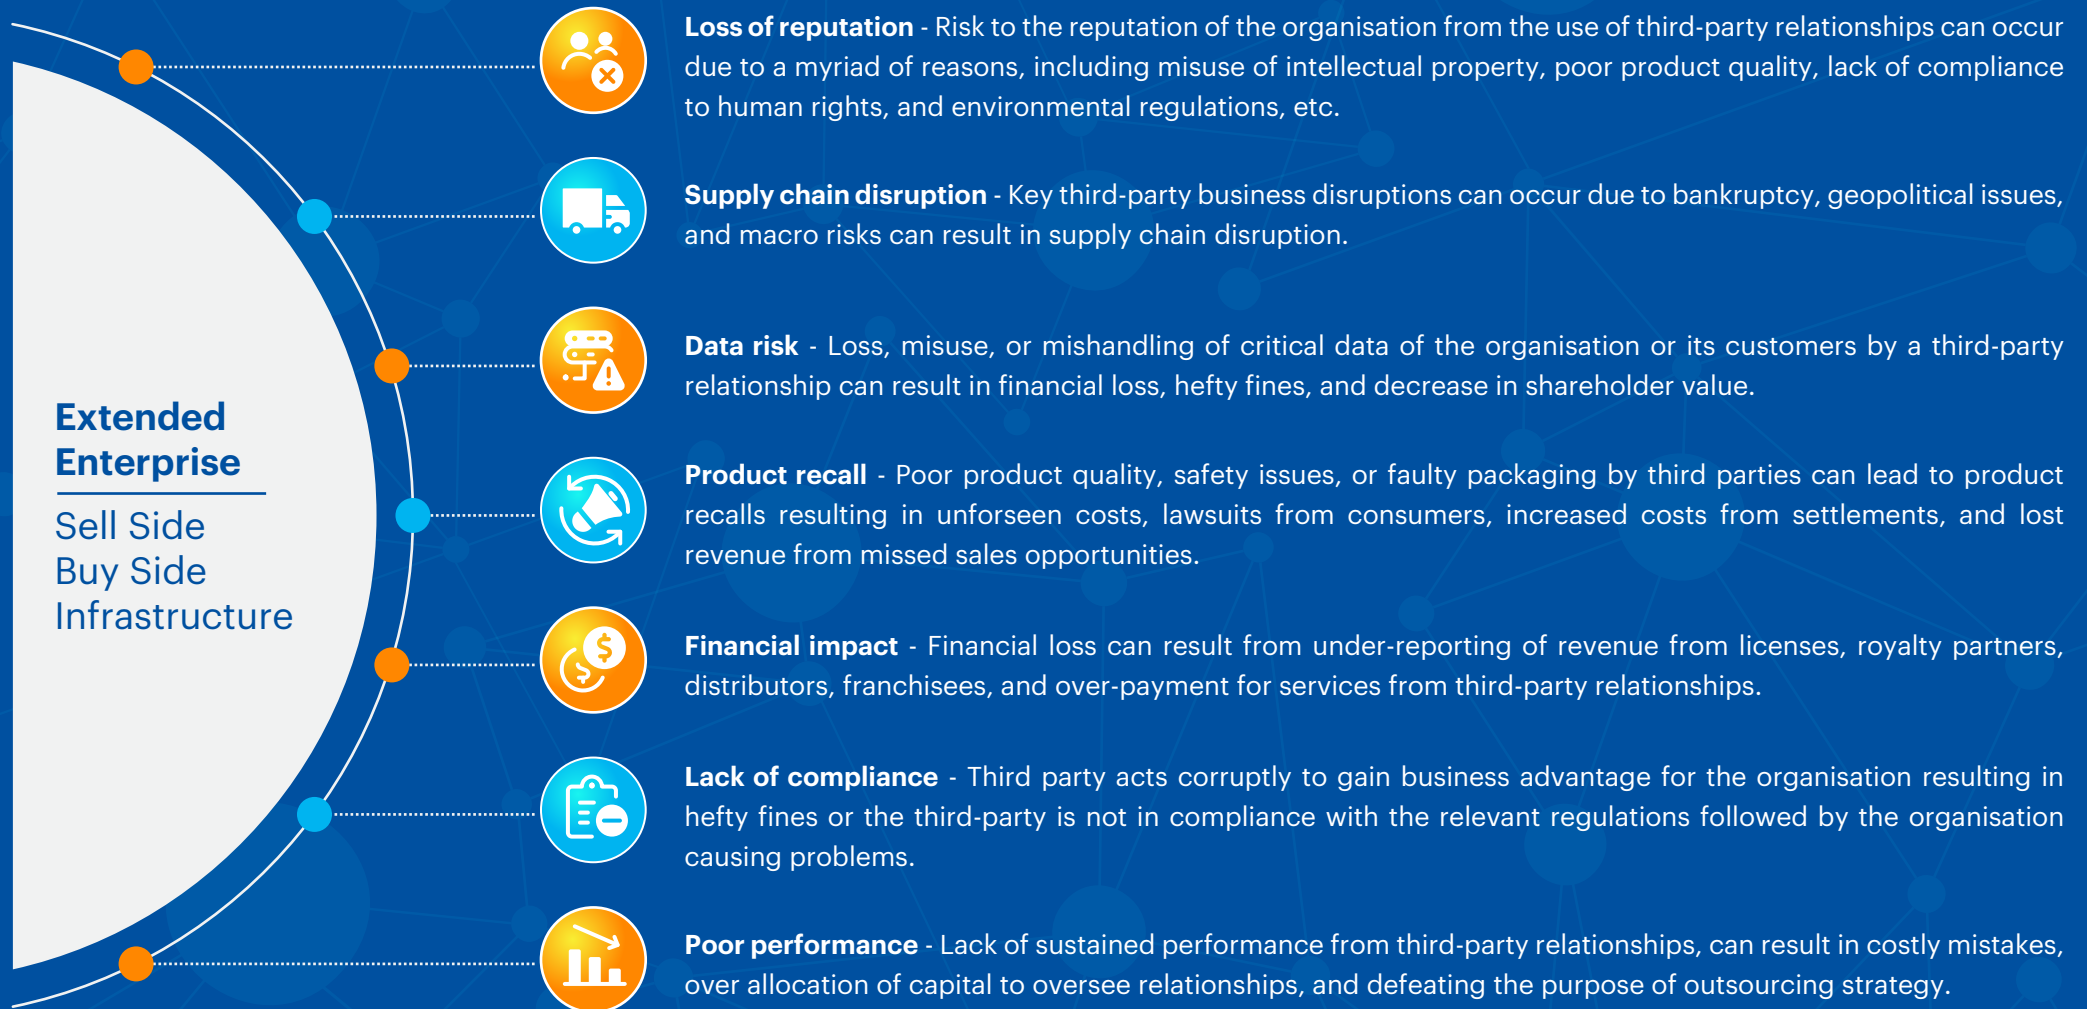 Extended
Enterprise
Sell Side
Buy Side
Infrastructure
Loss of reputation - Risk to the reputation of the organisation from the use of third-party relationships can occur
due to a myriad of reasons, including misuse of intellectual property, poor product quality, lack of compliance
to human rights, and environmental regulations, etc.
Supply chain disruption - Key third-party business disruptions can occur due to bankruptcy, geopolitical issues,
and macro risks can result in supply chain disruption.
Data risk - Loss, misuse, or mishandling of critical data of the organisation or its customers by a third-party
relationship can result in financial loss, hefty fines, and decrease in shareholder value.
Product recall - Poor product quality, safety issues, or faulty packaging by third parties can lead to product
recalls resulting in unforseen costs, lawsuits from consumers, increased costs from settlements, and lost
revenue from missed sales opportunities.
Financial impact - Financial loss can result from under-reporting of revenue from licenses, royalty partners,
distributors, franchisees, and over-payment for services from third-party relationships.
Lack of compliance - Third party acts corruptly to gain business advantage for the organisation resulting in
hefty fines or the third-party is not in compliance with the relevant regulations followed by the organisation
causing problems.
Poor performance - Lack of sustained performance from third-party relationships, can result in costly mistakes,
over allocation of capital to oversee relationships, and defeating the purpose of outsourcing strategy.